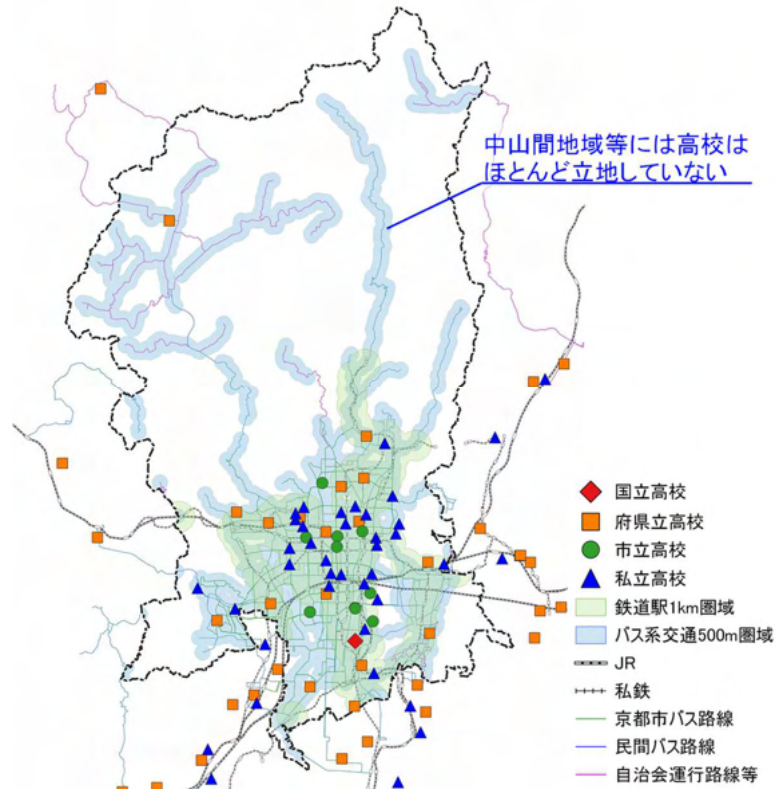 中山間地域等には高校は
ほとんど立地していない
国立高校
府県立高校
市立高校
私立高校
鉄道駅1km圏域
バス系交通500m圏域
JR
私鉄
京都市バス路線
民間バス路線
自治会運行路線等